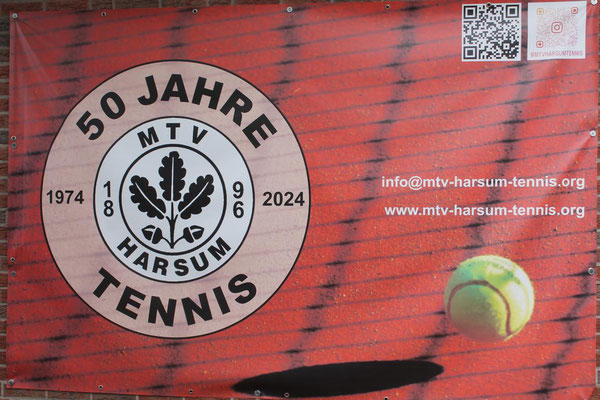 @MTVHARSUMTENNIS
50 JAHRE
MTV
1974
18
96
2024
HARSUM
TENNIS
info@mtv-harsum-tennis.org
www.mtv-harsum-tennis.org